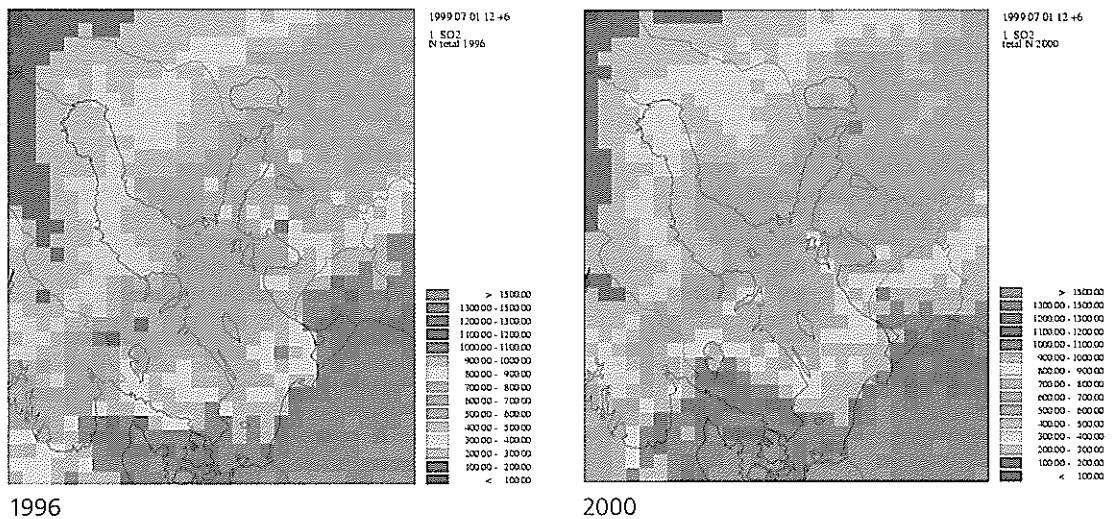 1999 07 01 12 +6
1 SO2
N total 1996
> 1500.00
1300.00 - 1500.00
1200.00 - 1300.00
1100.00 - 1200.00
1000.00 - 1100.00
900.00 - 1000.00
800.00 - 900.00
700.00 - 800.00
600.00 - 700.00
500.00 - 600.00
400.00 - 500.00
300.00 - 400.00
200.00 - 300.00
100.00 - 200.00
< 100.00
1996
1999 07 01 12 +6
1 SO2
total N 2000
> 1500.00
1300.00 - 1500.00
1200.00 - 1300.00
1100.00 - 1200.00
1000.00 - 1100.00
900.00 - 1000.00
800.00 - 900.00
700.00 - 800.00
600.00 - 700.00
500.00 - 600.00
400.00 - 500.00
300.00 - 400.00
200.00 - 300.00
100.00 - 200.00
< 100.00
2000